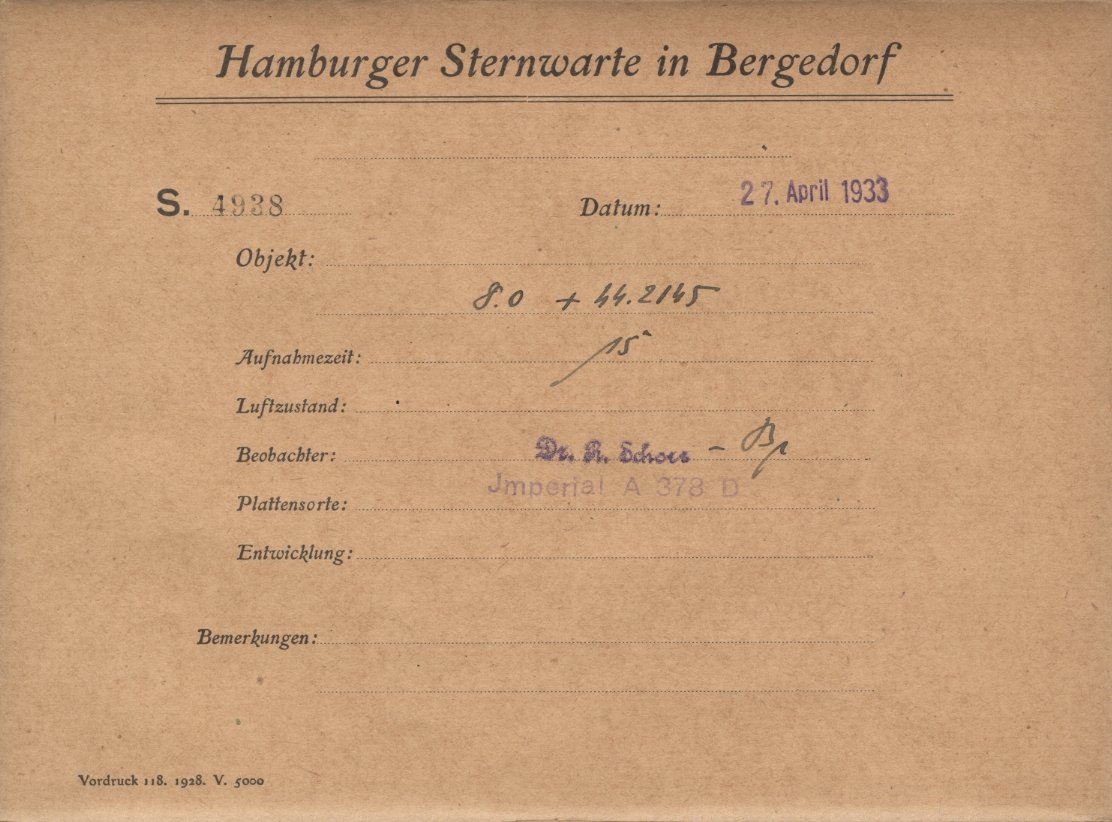 Hamburger Sternwarte in Bergedorf
S. 4938 Datum: 27. April 1933
Objekt:
8.0 + 44.2145
Aufnahmezeit: 15
Luftzustand:
Beobachter: Dr. R. Schorr –
Plattensorte: Jmperial A 378 D
Entwicklung:
Bemerkungen:
Vordruck 118. 1928. V. 5000